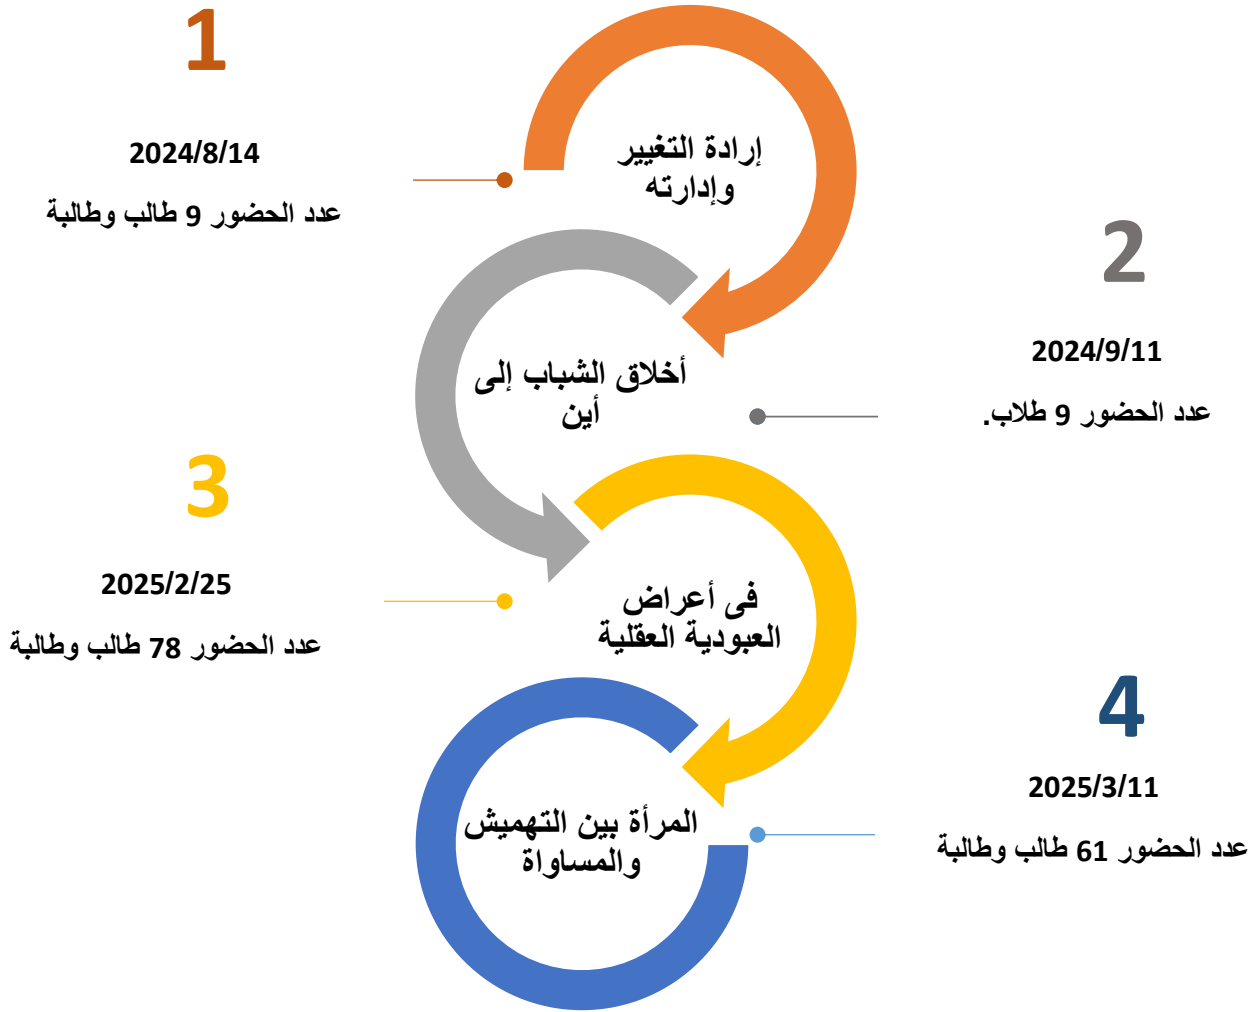 1
2024/8/14
عدد الحضور 9 طالب وطالبة
إرادة التغيير
وإدارته
2
2024/9/11
عدد الحضور 9 طلاب.
أخلاق الشباب إلى
أين
3
2025/2/25
عدد الحضور 78 طالب وطالبة
فى أعراض
العبودية العقلية
4
2025/3/11
عدد الحضور 61 طالب وطالبة
المرأة بين التهميش
والمساواة